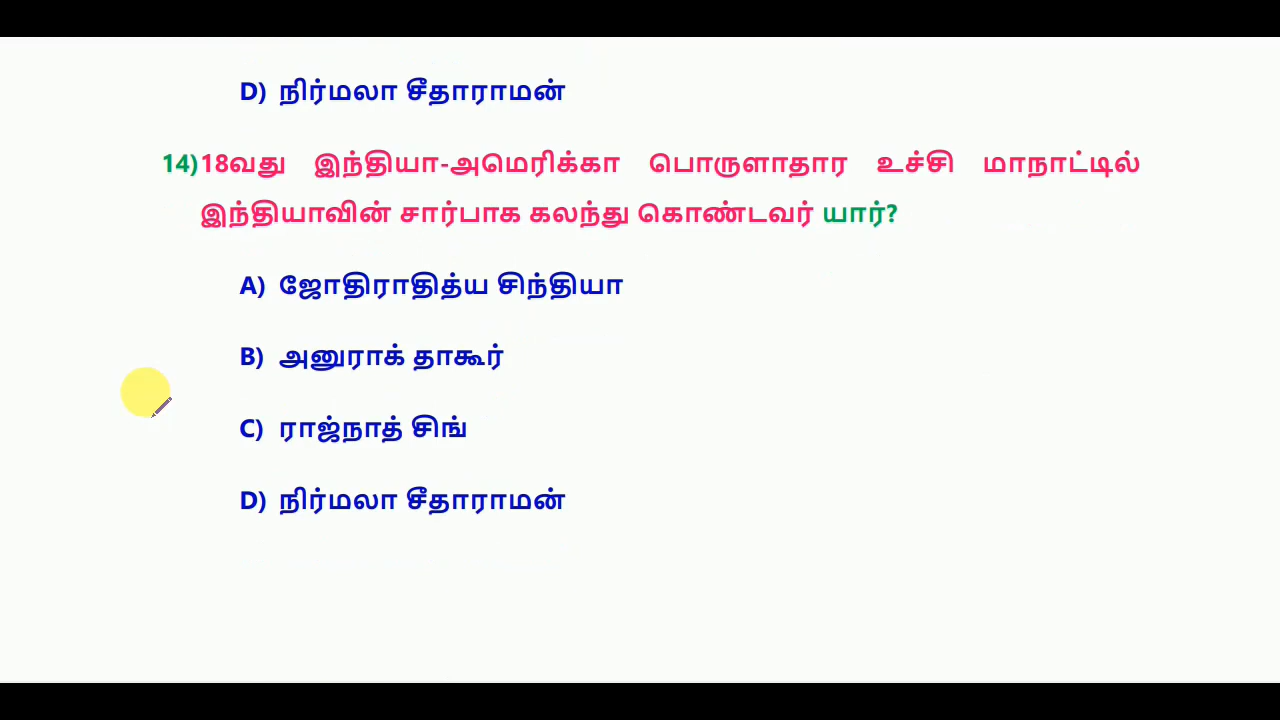 D) நிர்மலா சீதாராமன்
14)18வது இந்தியா-அமெரிக்கா பொருளாதார உச்சி மாநாட்டில்
இந்தியாவின் சார்பாக கலந்து கொண்டவர் யார்?
A) ஜோதிராதித்ய சிந்தியா
B) அனுராக் தாகூர்
C) ராஜ்நாத் சிங்
D) நிர்மலா சீதாராமன்